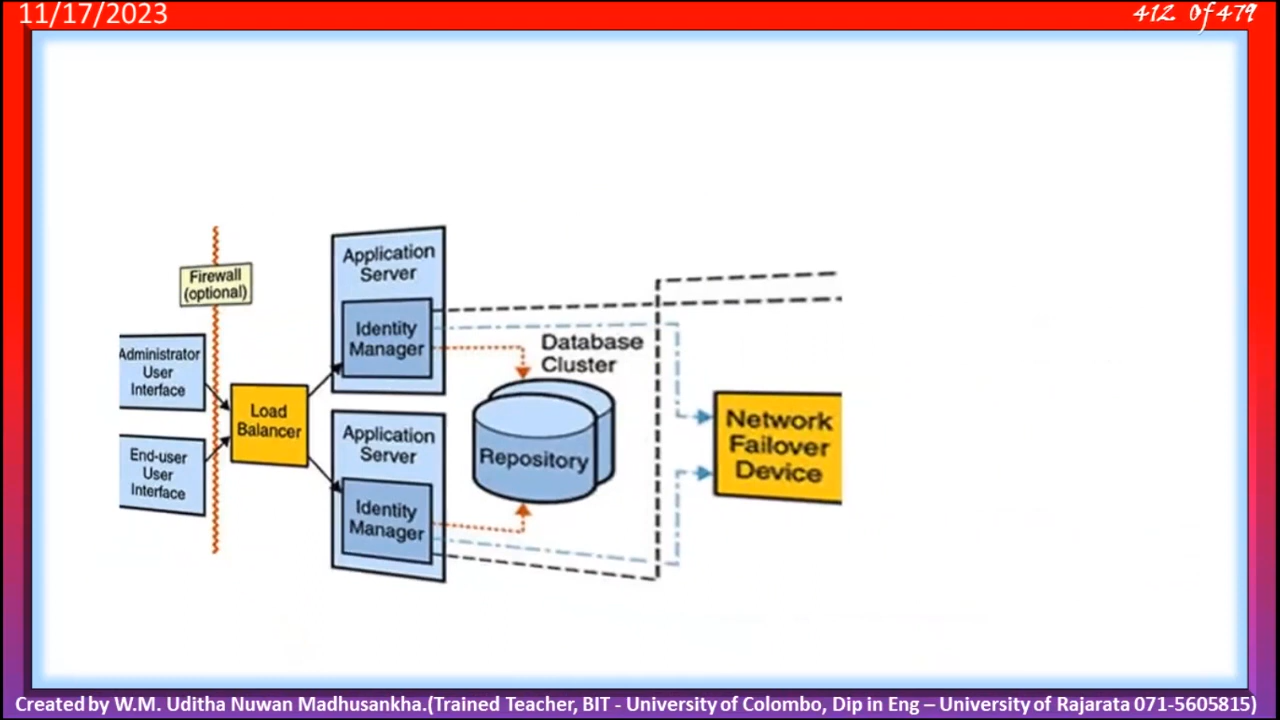 11/17/2023
412 0f 479
Firewall
(optional)
Administrator
User
Interface
End-user
User
Interface
Load
Balancer
Application
Server
Identity
Manager
Application
Server
Identity
Manager
Database
Cluster
Repository
Network
Failover
Device
Created by W.M. Uditha Nuwan Madhusankha.(Trained Teacher, BIT - University of Colombo, Dip in Eng – University of Rajarata 071-5605815)